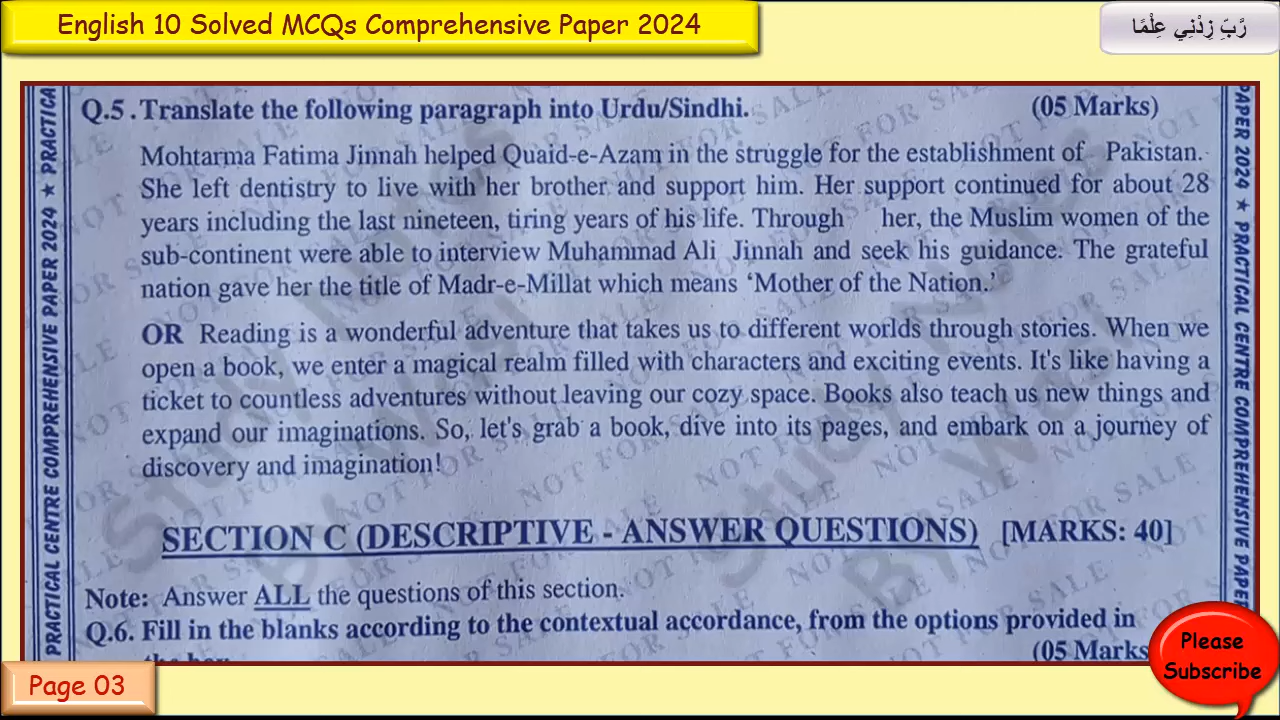 English 10 Solved MCQs Comprehensive Paper 2024
رَّبِّ زِدْنِي عِلْمًا
Q.5. Translate the following paragraph into Urdu/Sindhi. (05 Marks)
Mohtarma Fatima Jinnah helped Quaid-e-Azam in the struggle for the establishment of Pakistan.
She left dentistry to live with her brother and support him. Her support continued for about 28
years including the last nineteen, tiring years of his life. Through her, the Muslim women of the
sub-continent were able to interview Muhammad Ali Jinnah and seek his guidance. The grateful
nation gave her the title of Madr-e-Millat which means ‘Mother of the Nation.’
OR Reading is a wonderful adventure that takes us to different worlds through stories. When we
open a book, we enter a magical realm filled with characters and exciting events. It's like having a
ticket to countless adventures without leaving our cozy space. Books also teach us new things and
expand our imaginations. So, let's grab a book, dive into its pages, and embark on a journey of
discovery and imagination!
SECTION C (DESCRIPTIVE - ANSWER QUESTIONS) [MARKS: 40]
Note: Answer ALL the questions of this section.
Q.6. Fill in the blanks according to the contextual accordance, from the options provided in
(05 Marks
PRACTICAL CENTRE COMPREHENSIVE PAPER 2024 ★ PRACTICA
PAPER 2024 ★ PRACTICAL CENTRE COMPREHENSIVE PAPE
Please
Subscribe
Page 03